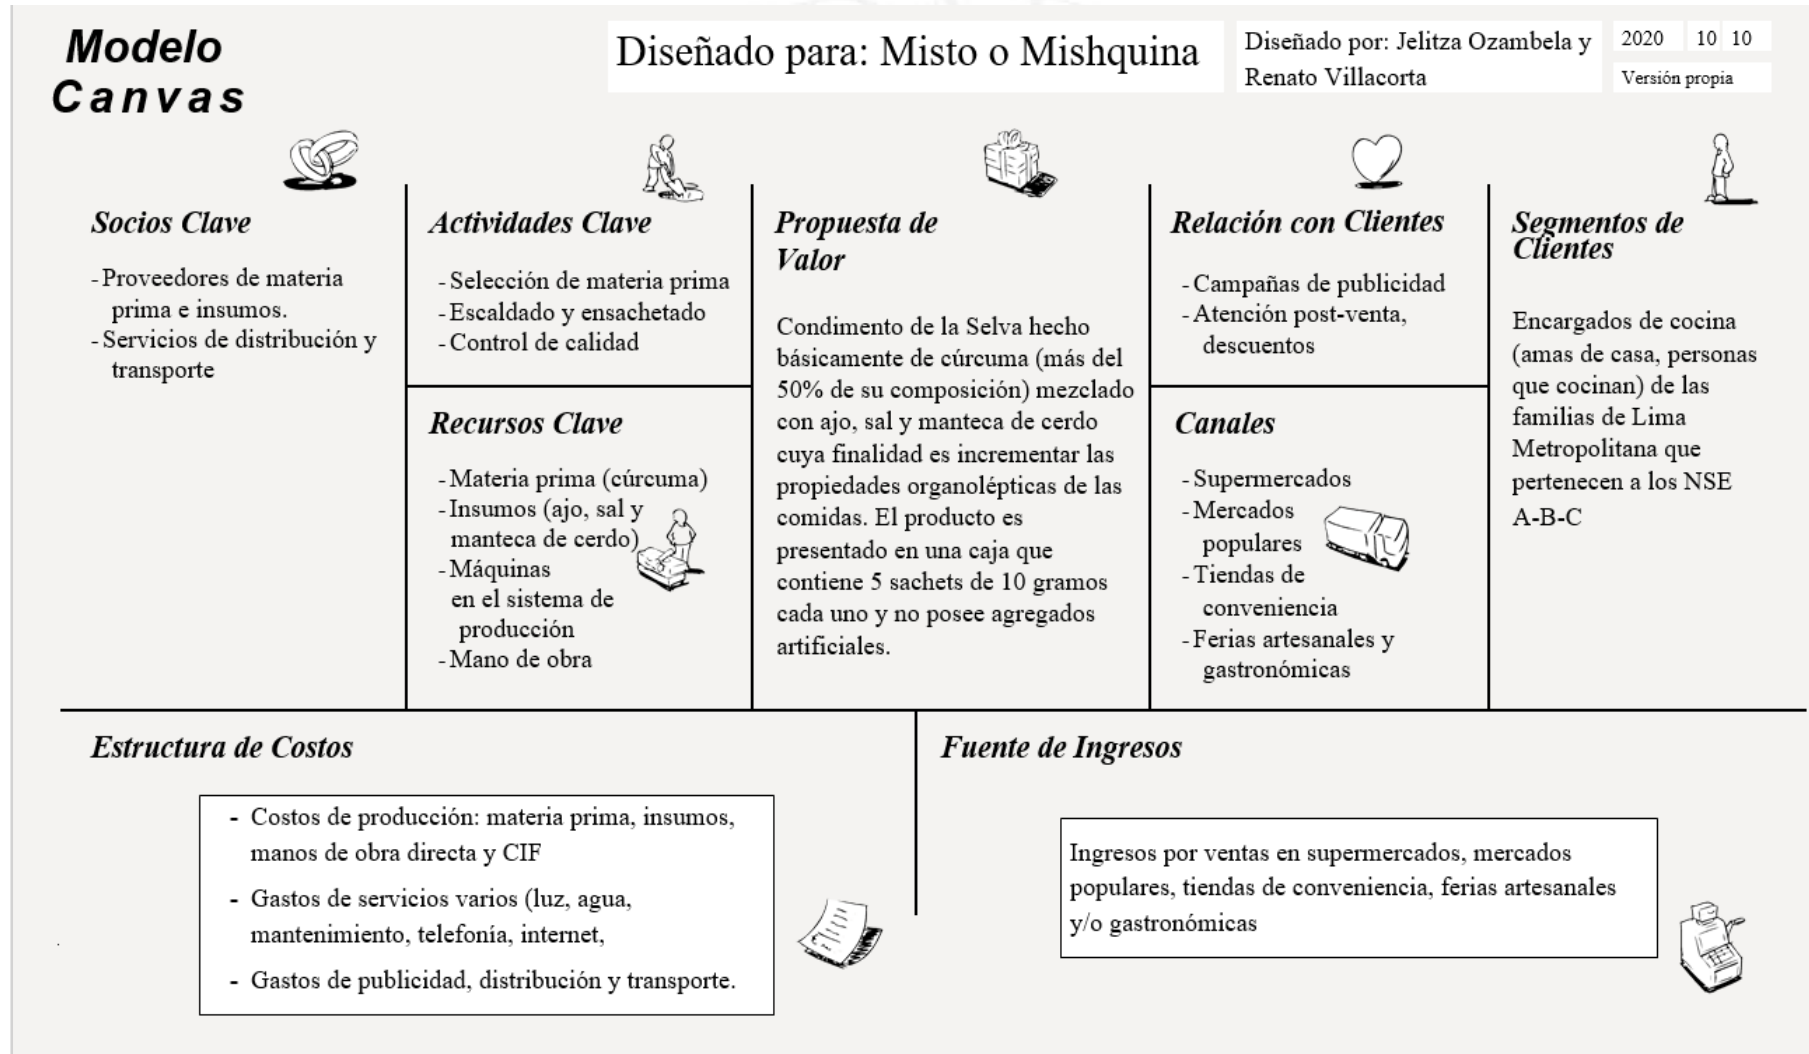 Modelo
Canvas
Diseñado para: Misto o Mishquina
Diseñado por: Jelitza Ozambela y
Renato Villacorta
2020 10 10
Versión propia
Socios Clave
- Proveedores de materia
prima e insumos.
- Servicios de distribución y
transporte
Actividades Clave
- Selección de materia prima
- Escaldado y ensachetado
- Control de calidad
Recursos Clave
- Materia prima (cúrcuma)
- Insumos (ajo, sal y
manteca de cerdo)
- Máquinas
en el sistema de
producción
- Mano de obra
Propuesta de
Valor
Condimento de la Selva hecho
básicamente de cúrcuma (más del
50% de su composición) mezclado
con ajo, sal y manteca de cerdo
cuya finalidad es incrementar las
propiedades organolépticas de las
comidas. El producto es
presentado en una caja que
contiene 5 sachets de 10 gramos
cada uno y no posee agregados
artificiales.
Relación con Clientes
- Campañas de publicidad
- Atención post-venta,
descuentos
Canales
- Supermercados
- Mercados
populares
- Tiendas de
conveniencia
- Ferias artesanales y
gastronómicas
Segmentos de
Clientes
Encargados de cocina
(amas de casa, personas
que cocinan) de las
familias de Lima
Metropolitana que
pertenecen a los NSE
A-B-C
Estructura de Costos
- Costos de producción: materia prima, insumos,
manos de obra directa y CIF
- Gastos de servicios varios (luz, agua,
mantenimiento, telefonía, internet,
- Gastos de publicidad, distribución y transporte.
Fuente de Ingresos
Ingresos por ventas en supermercados, mercados
populares, tiendas de conveniencia, ferias artesanales
y/o gastronómicas